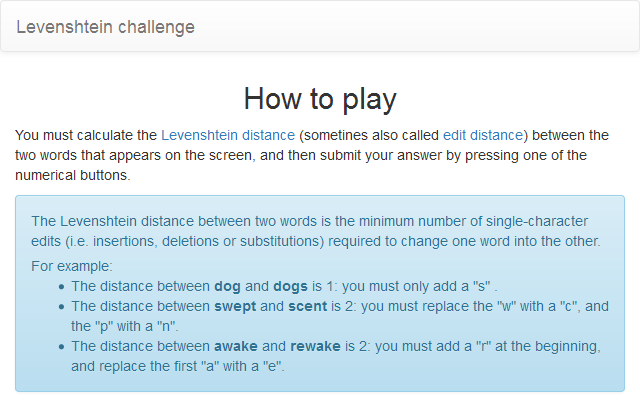 Levenshtein challenge
How to play
You must calculate the Levenshtein distance (sometines also called edit distance) between the
two words that appears on the screen, and then submit your answer by pressing one of the
numerical buttons.
The Levenshtein distance between two words is the minimum number of single-character
edits (i.e. insertions, deletions or substitutions) required to change one word into the other.
For example:
• The distance between dog and dogs is 1: you must only add a "s" .
• The distance between swept and scent is 2: you must replace the "w" with a "c", and
the "p" with a "n".
• The distance between awake and rewake is 2: you must add a "r" at the beginning,
and replace the first "a" with a "e".